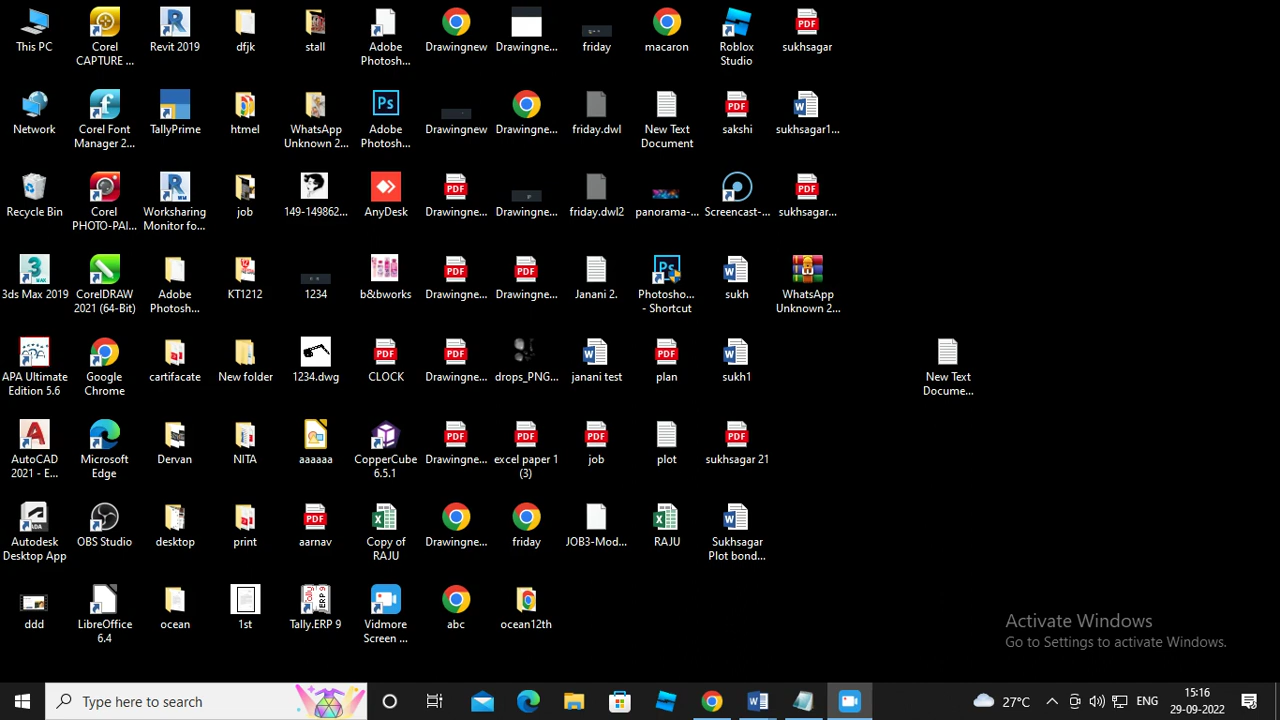 This PC
Corel
CAPTURE ...
Revit 2019
dfjk
stall
Adobe
Photosh...
Drawingnew
Drawingne...
friday
macaron
Roblox
Studio
sukhsagar
Network
Corel Font
Manager 2...
TallyPrime
htmel
WhatsApp
Unknown 2...
Adobe
Photosh...
Drawingnew
Drawingne...
friday.dwl
New Text
Document
sakshi
sukhsagar1...
Recycle Bin
Corel
PHOTO-PAI...
Worksharing
Monitor fo...
job
149-149862...
AnyDesk
Drawingne...
Drawingne...
friday.dwl2
panorama-...
Screencast-...
sukhsagar...
3ds Max 2019
CorelDRAW
2021 (64-Bit)
Adobe
Photosh...
KT1212
1234
b&bworks
Drawingne...
Drawingne...
Janani 2.
Photosho...
- Shortcut
sukh
WhatsApp
Unknown 2...
APA Ultimate
Edition 5.6
Google
Chrome
cartifacate
New folder
1234.dwg
CLOCK
Drawingne...
drops_PNG...
janani test
plan
sukh1
New Text
Docume...
AutoCAD
2021 - E...
Microsoft
Edge
Dervan
NITA
aaaaaa
CopperCube
6.5.1
Drawingne...
excel paper 1
(3)
job
plot
sukhsagar 21
Autodesk
Desktop App
OBS Studio
desktop
print
aarnav
Copy of
RAJU
Drawingne...
friday
JOB3-Mod...
RAJU
Sukhsagar
Plot bond...
ddd
LibreOffice
6.4
ocean
1st
Tally.ERP 9
Vidmore
Screen ...
abc
ocean12th
Activate Windows
Go to Settings to activate Windows.
Type here to search
27°C
ENG
15:16
29-09-2022